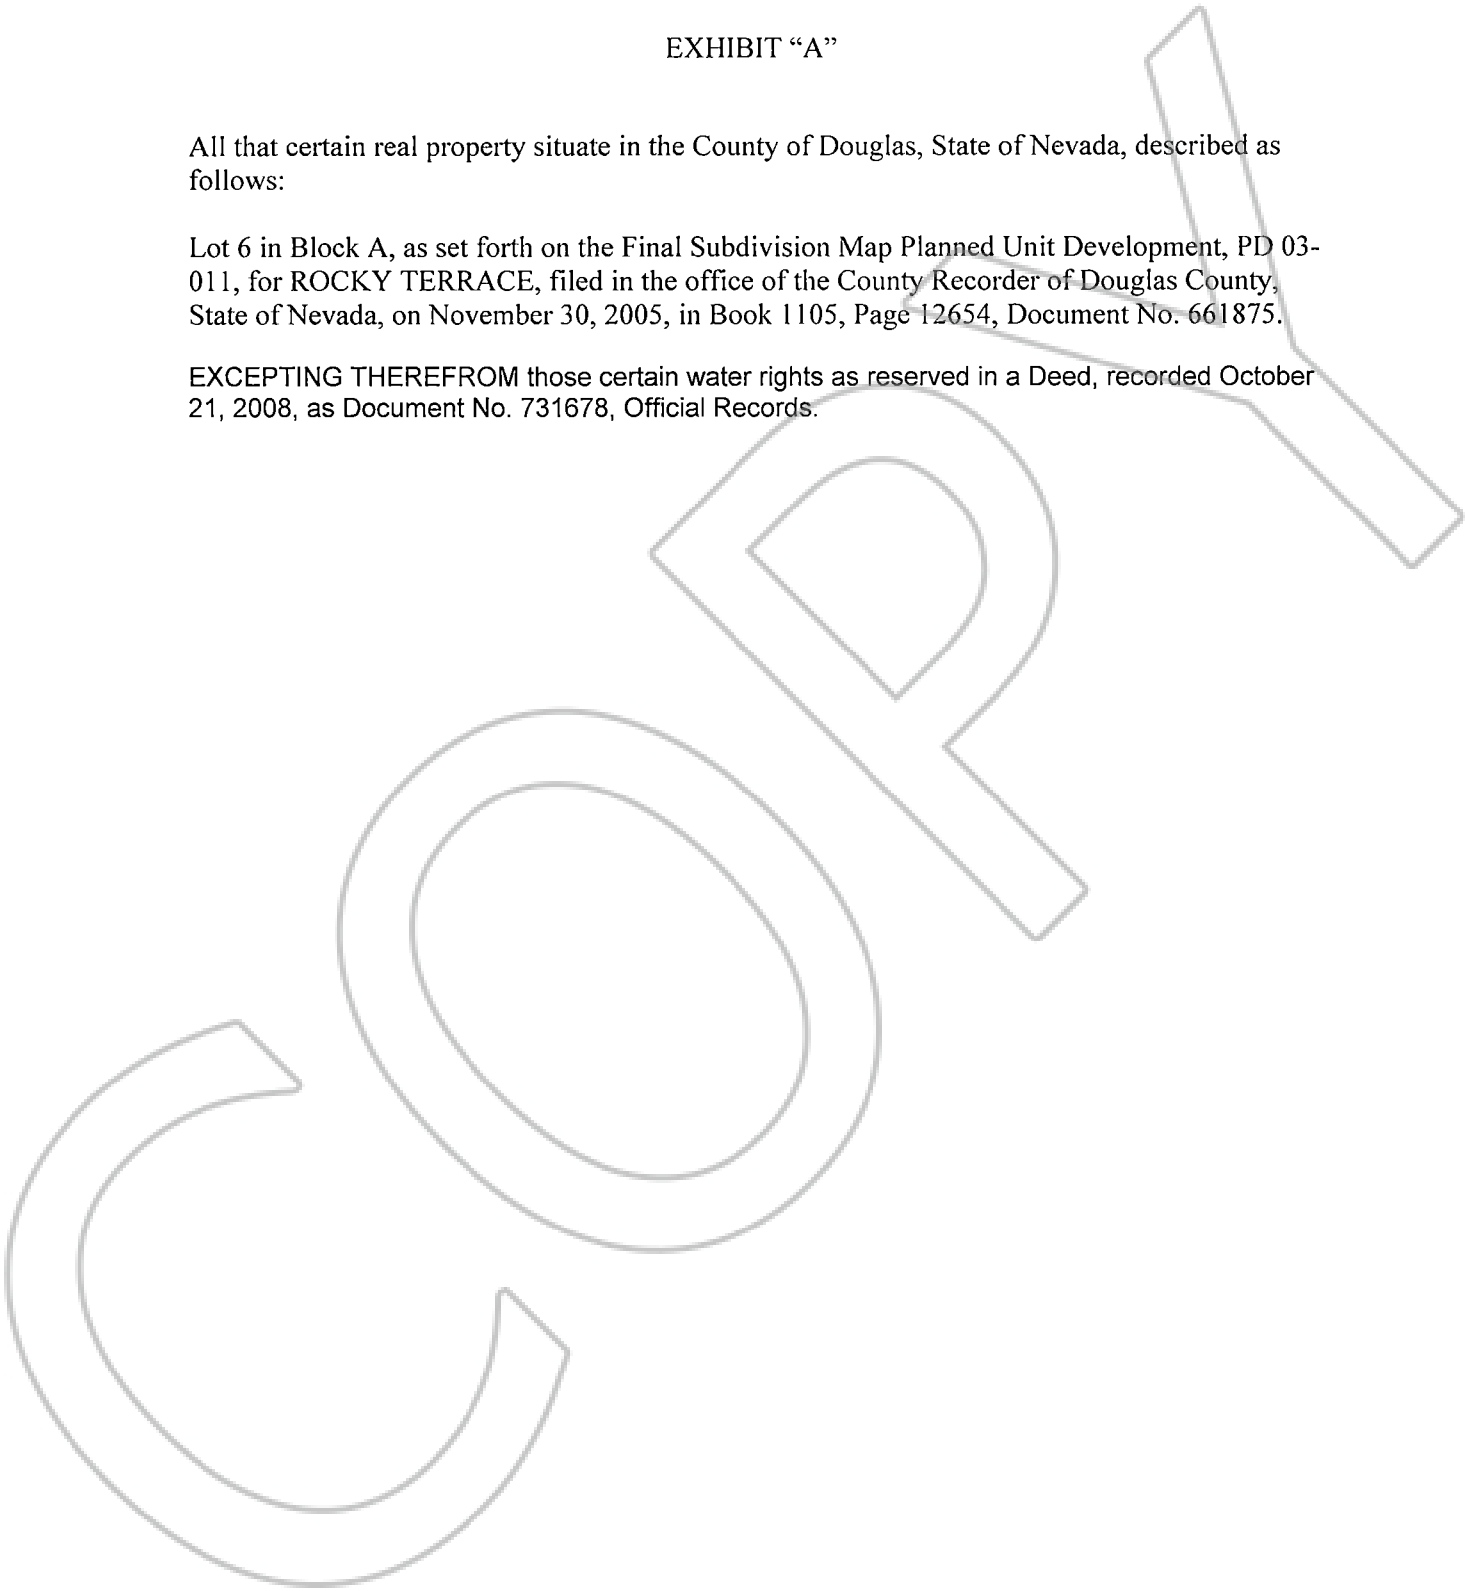 EXHIBIT “A”
All that certain real property situate in the County of Douglas, State of Nevada, described as
follows:
Lot 6 in Block A, as set forth on the Final Subdivision Map Planned Unit Development, PD 03-
011, for ROCKY TERRACE, filed in the office of the County Recorder of Douglas County,
State of Nevada, on November 30, 2005, in Book 1105, Page 12654, Document No. 661875.
EXCEPTING THEREFROM those certain water rights as reserved in a Deed, recorded October
21, 2008, as Document No. 731678, Official Records.
COPY